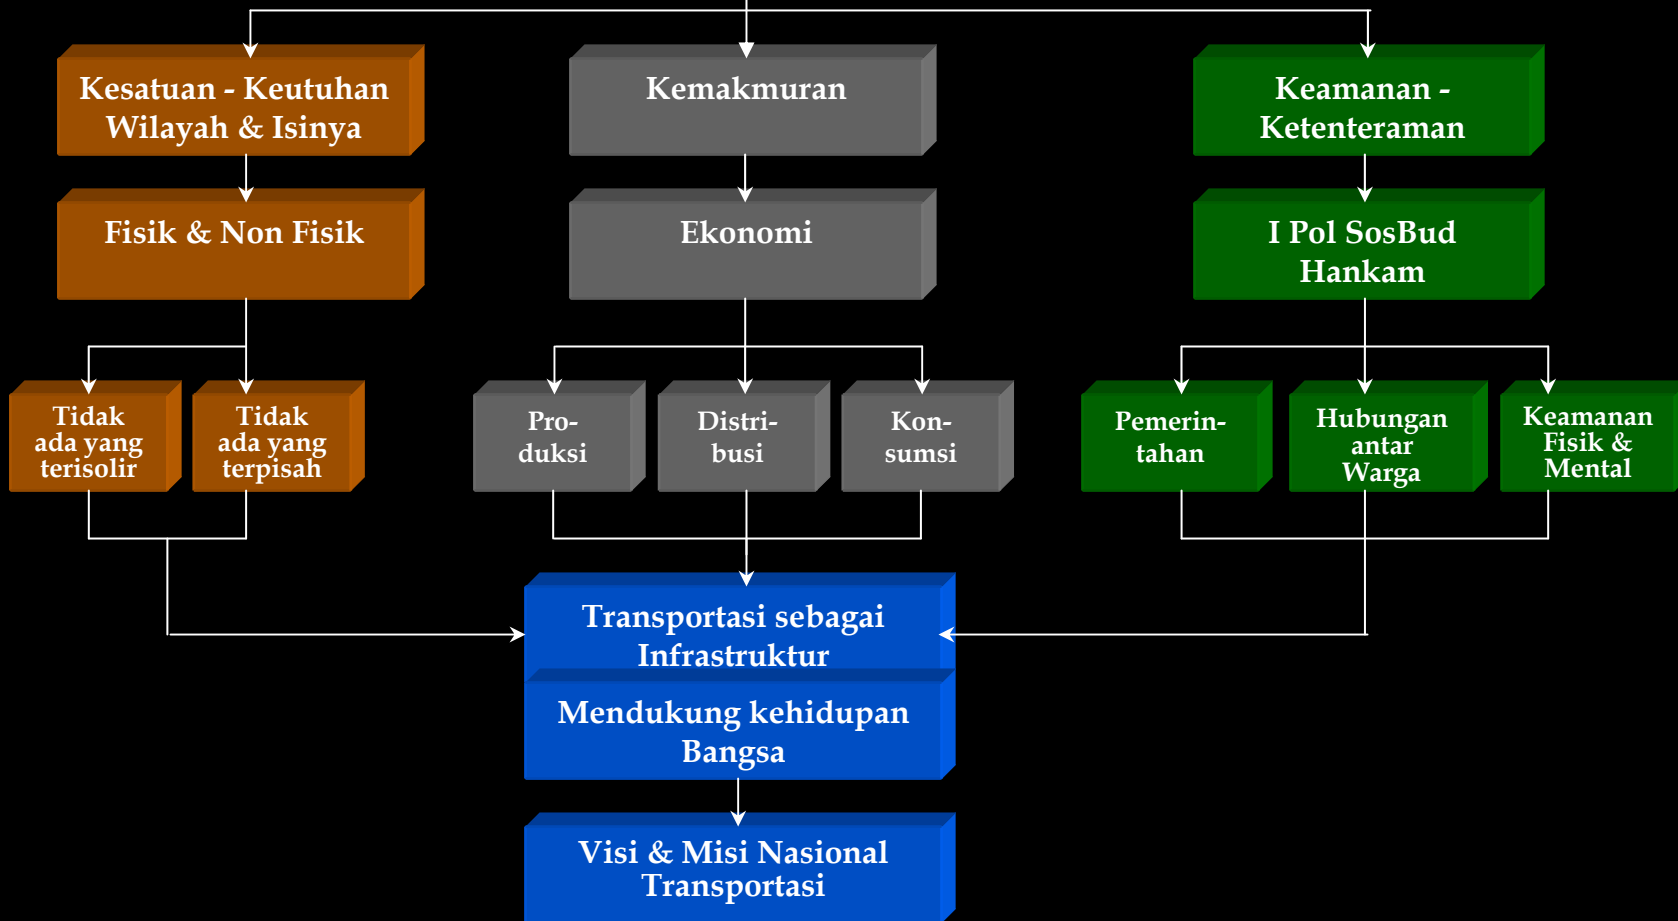 Kesatuan - Keutuhan
Wilayah & Isinya
Kemakmuran
Keamanan -
Ketenteraman
Fisik & Non Fisik
Ekonomi
I Pol SosBud
Hankam
Tidak
ada yang
terisolir
Tidak
ada yang
terpisah
Pro-
duksi
Distri-
busi
Kon-
sumsi
Pemerin-
tahan
Hubungan
antar
Warga
Keamanan
Fisik &
Mental
Transportasi sebagai
Infrastruktur
Mendukung kehidupan
Bangsa
Visi & Misi Nasional
Transportasi